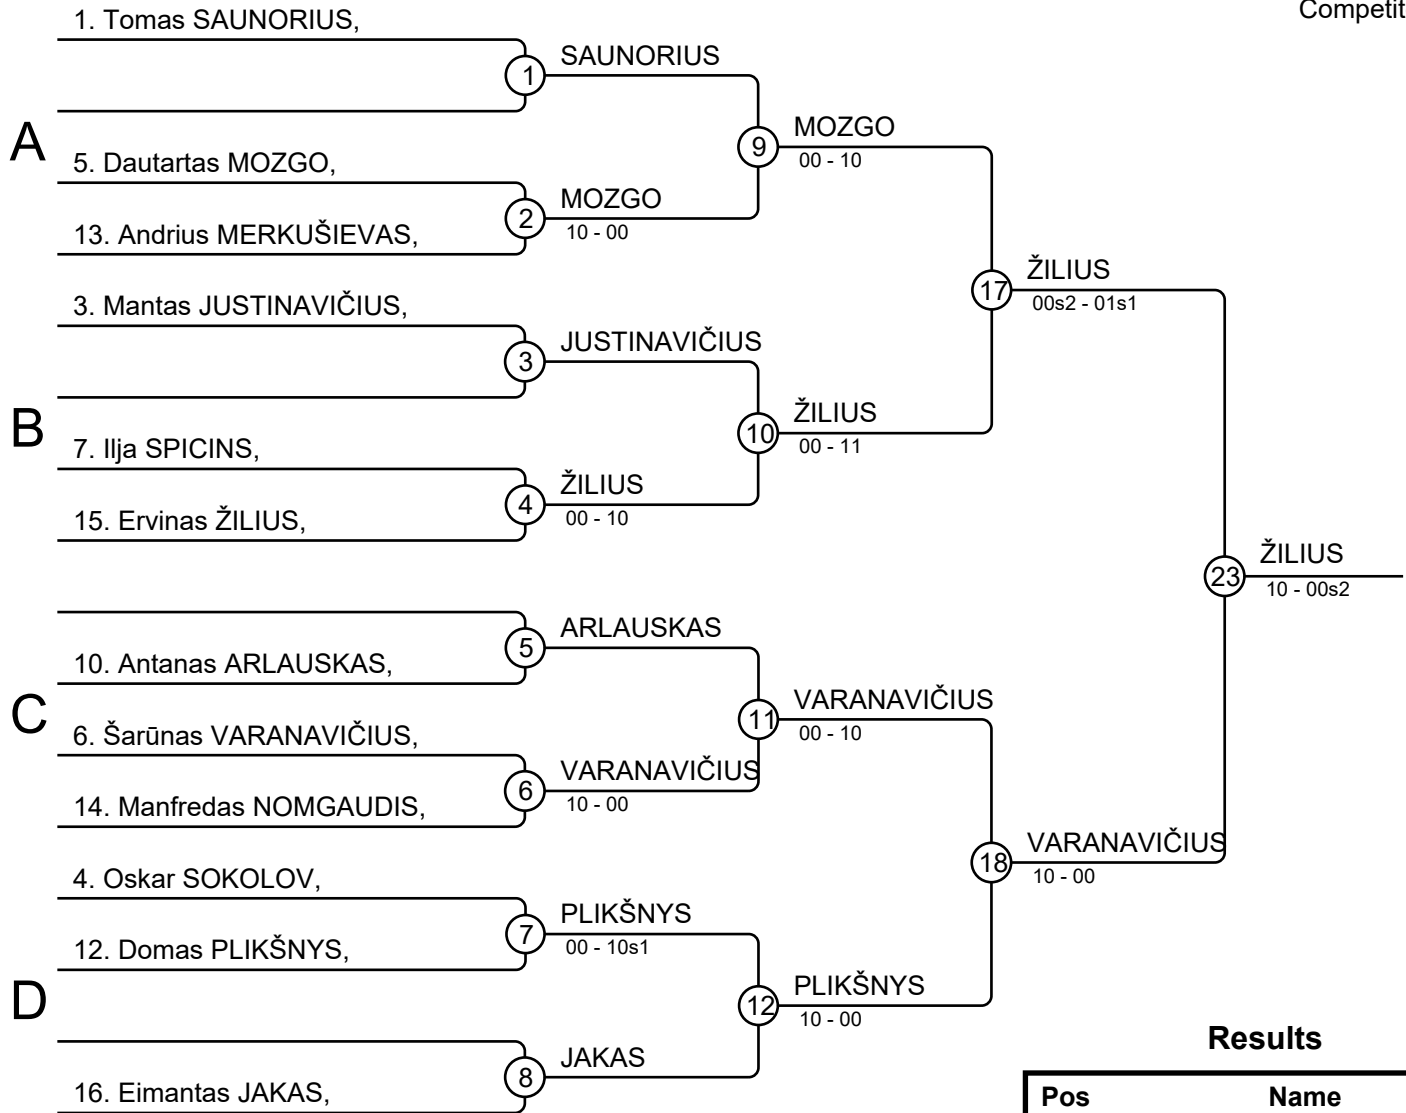 Competit
1. Tomas SAUNORIUS,
1
SAUNORIUS
A
9
MOZGO
00 - 10
5. Dautartas MOZGO,
2
MOZGO
10 - 00
13. Andrius MERKUŠIEVAS,
17
ŽILIUS
00s2 - 01s1
3. Mantas JUSTINAVIČIUS,
3
JUSTINAVIČIUS
B
10
ŽILIUS
00 - 11
7. Ilja SPICINS,
4
ŽILIUS
00 - 10
15. Ervinas ŽILIUS,
23
ŽILIUS
10 - 00s2
5
ARLAUSKAS
10. Antanas ARLAUSKAS,
C
11
VARANAVIČIUS
00 - 10
6. Šarūnas VARANAVIČIUS,
6
VARANAVIČIUS
10 - 00
14. Manfredas NOMGAUDIS,
18
VARANAVIČIUS
10 - 00
4. Oskar SOKOLOV,
7
PLIKŠNYS
00 - 10s1
12. Domas PLIKŠNYS,
D
12
PLIKŠNYS
10 - 00
8
JAKAS
16. Eimantas JAKAS,
Results
Pos Name